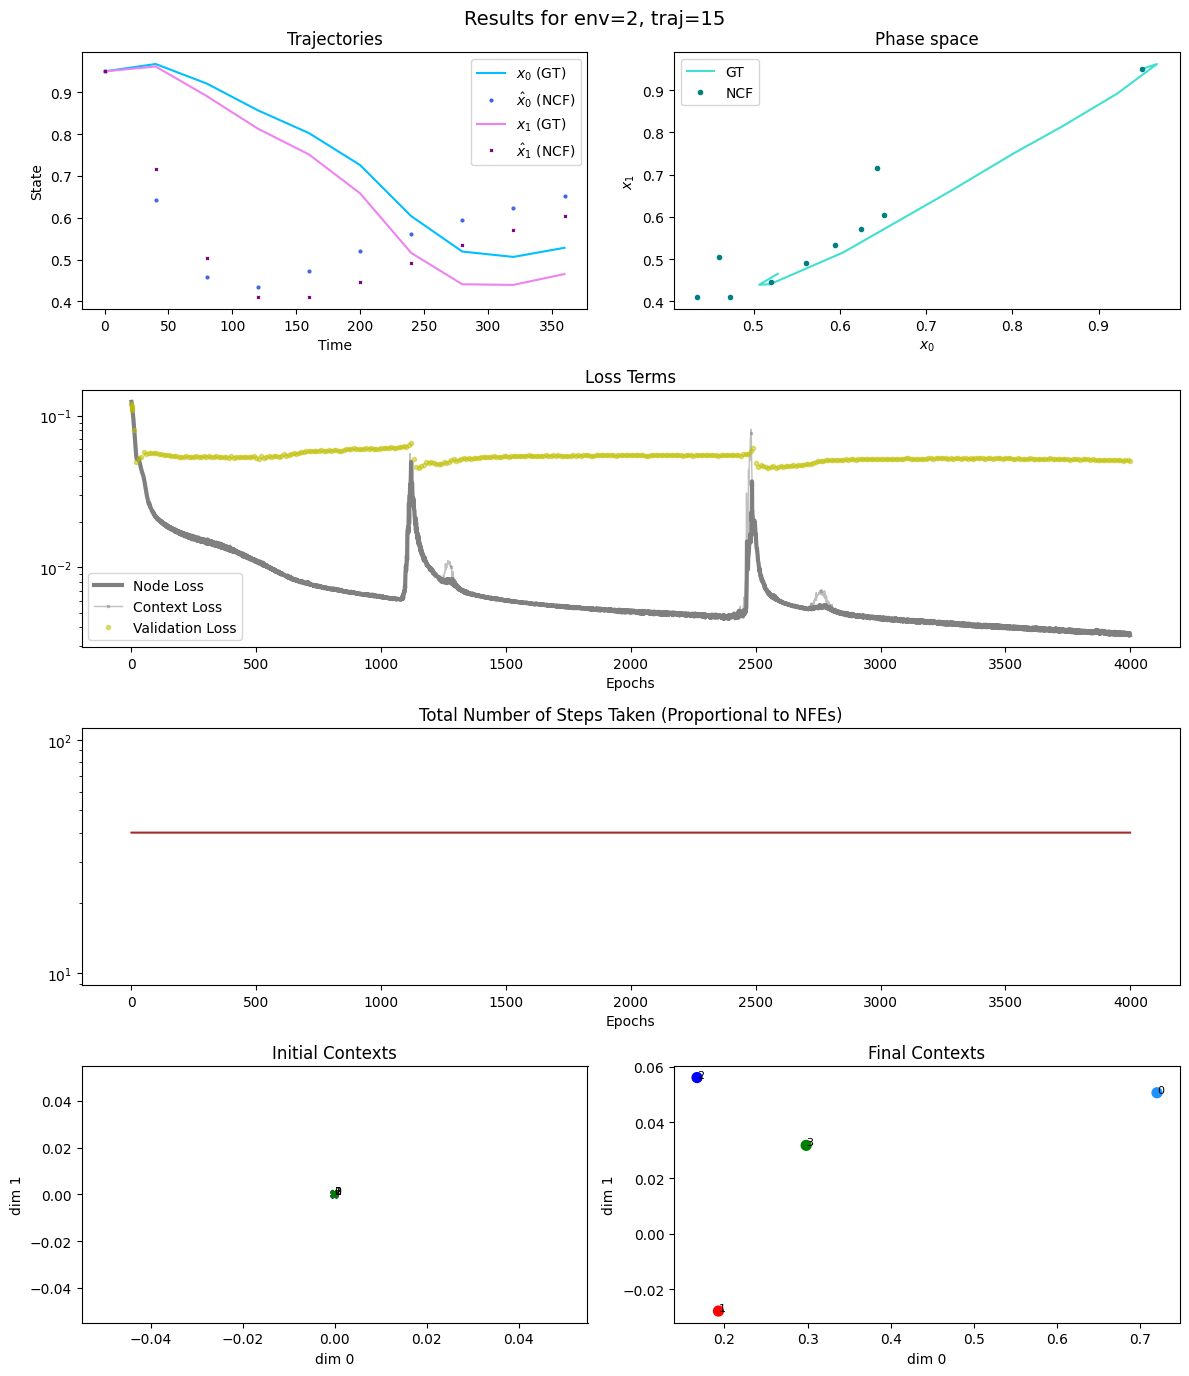 Results for env=2, traj=15
Trajectories
State
0.9
0.8
0.7
0.6
0.5
0.4
0 50 100 150 200 250 300 350
Time
x₀ (GT)
x̂₀ (NCF)
x₁ (GT)
x̂₁ (NCF)
Phase space
x₁
0.9
0.8
0.7
0.6
0.5
0.4
0.5 0.6 0.7 0.8 0.9
x₀
GT
NCF
Loss Terms
10⁻¹
10⁻²
Node Loss
Context Loss
Validation Loss
0 500 1000 1500 2000 2500 3000 3500 4000
Epochs
Total Number of Steps Taken (Proportional to NFEs)
10²
10¹
0 500 1000 1500 2000 2500 3000 3500 4000
Epochs
Initial Contexts
dim 1
0.04
0.02
0.00
−0.02
−0.04
−0.04 −0.02 0.00 0.02 0.04
dim 0
Final Contexts
dim 1
0.06
0.04
0.02
0.00
−0.02
2
0
3
1
0.2 0.3 0.4 0.5 0.6 0.7
dim 0